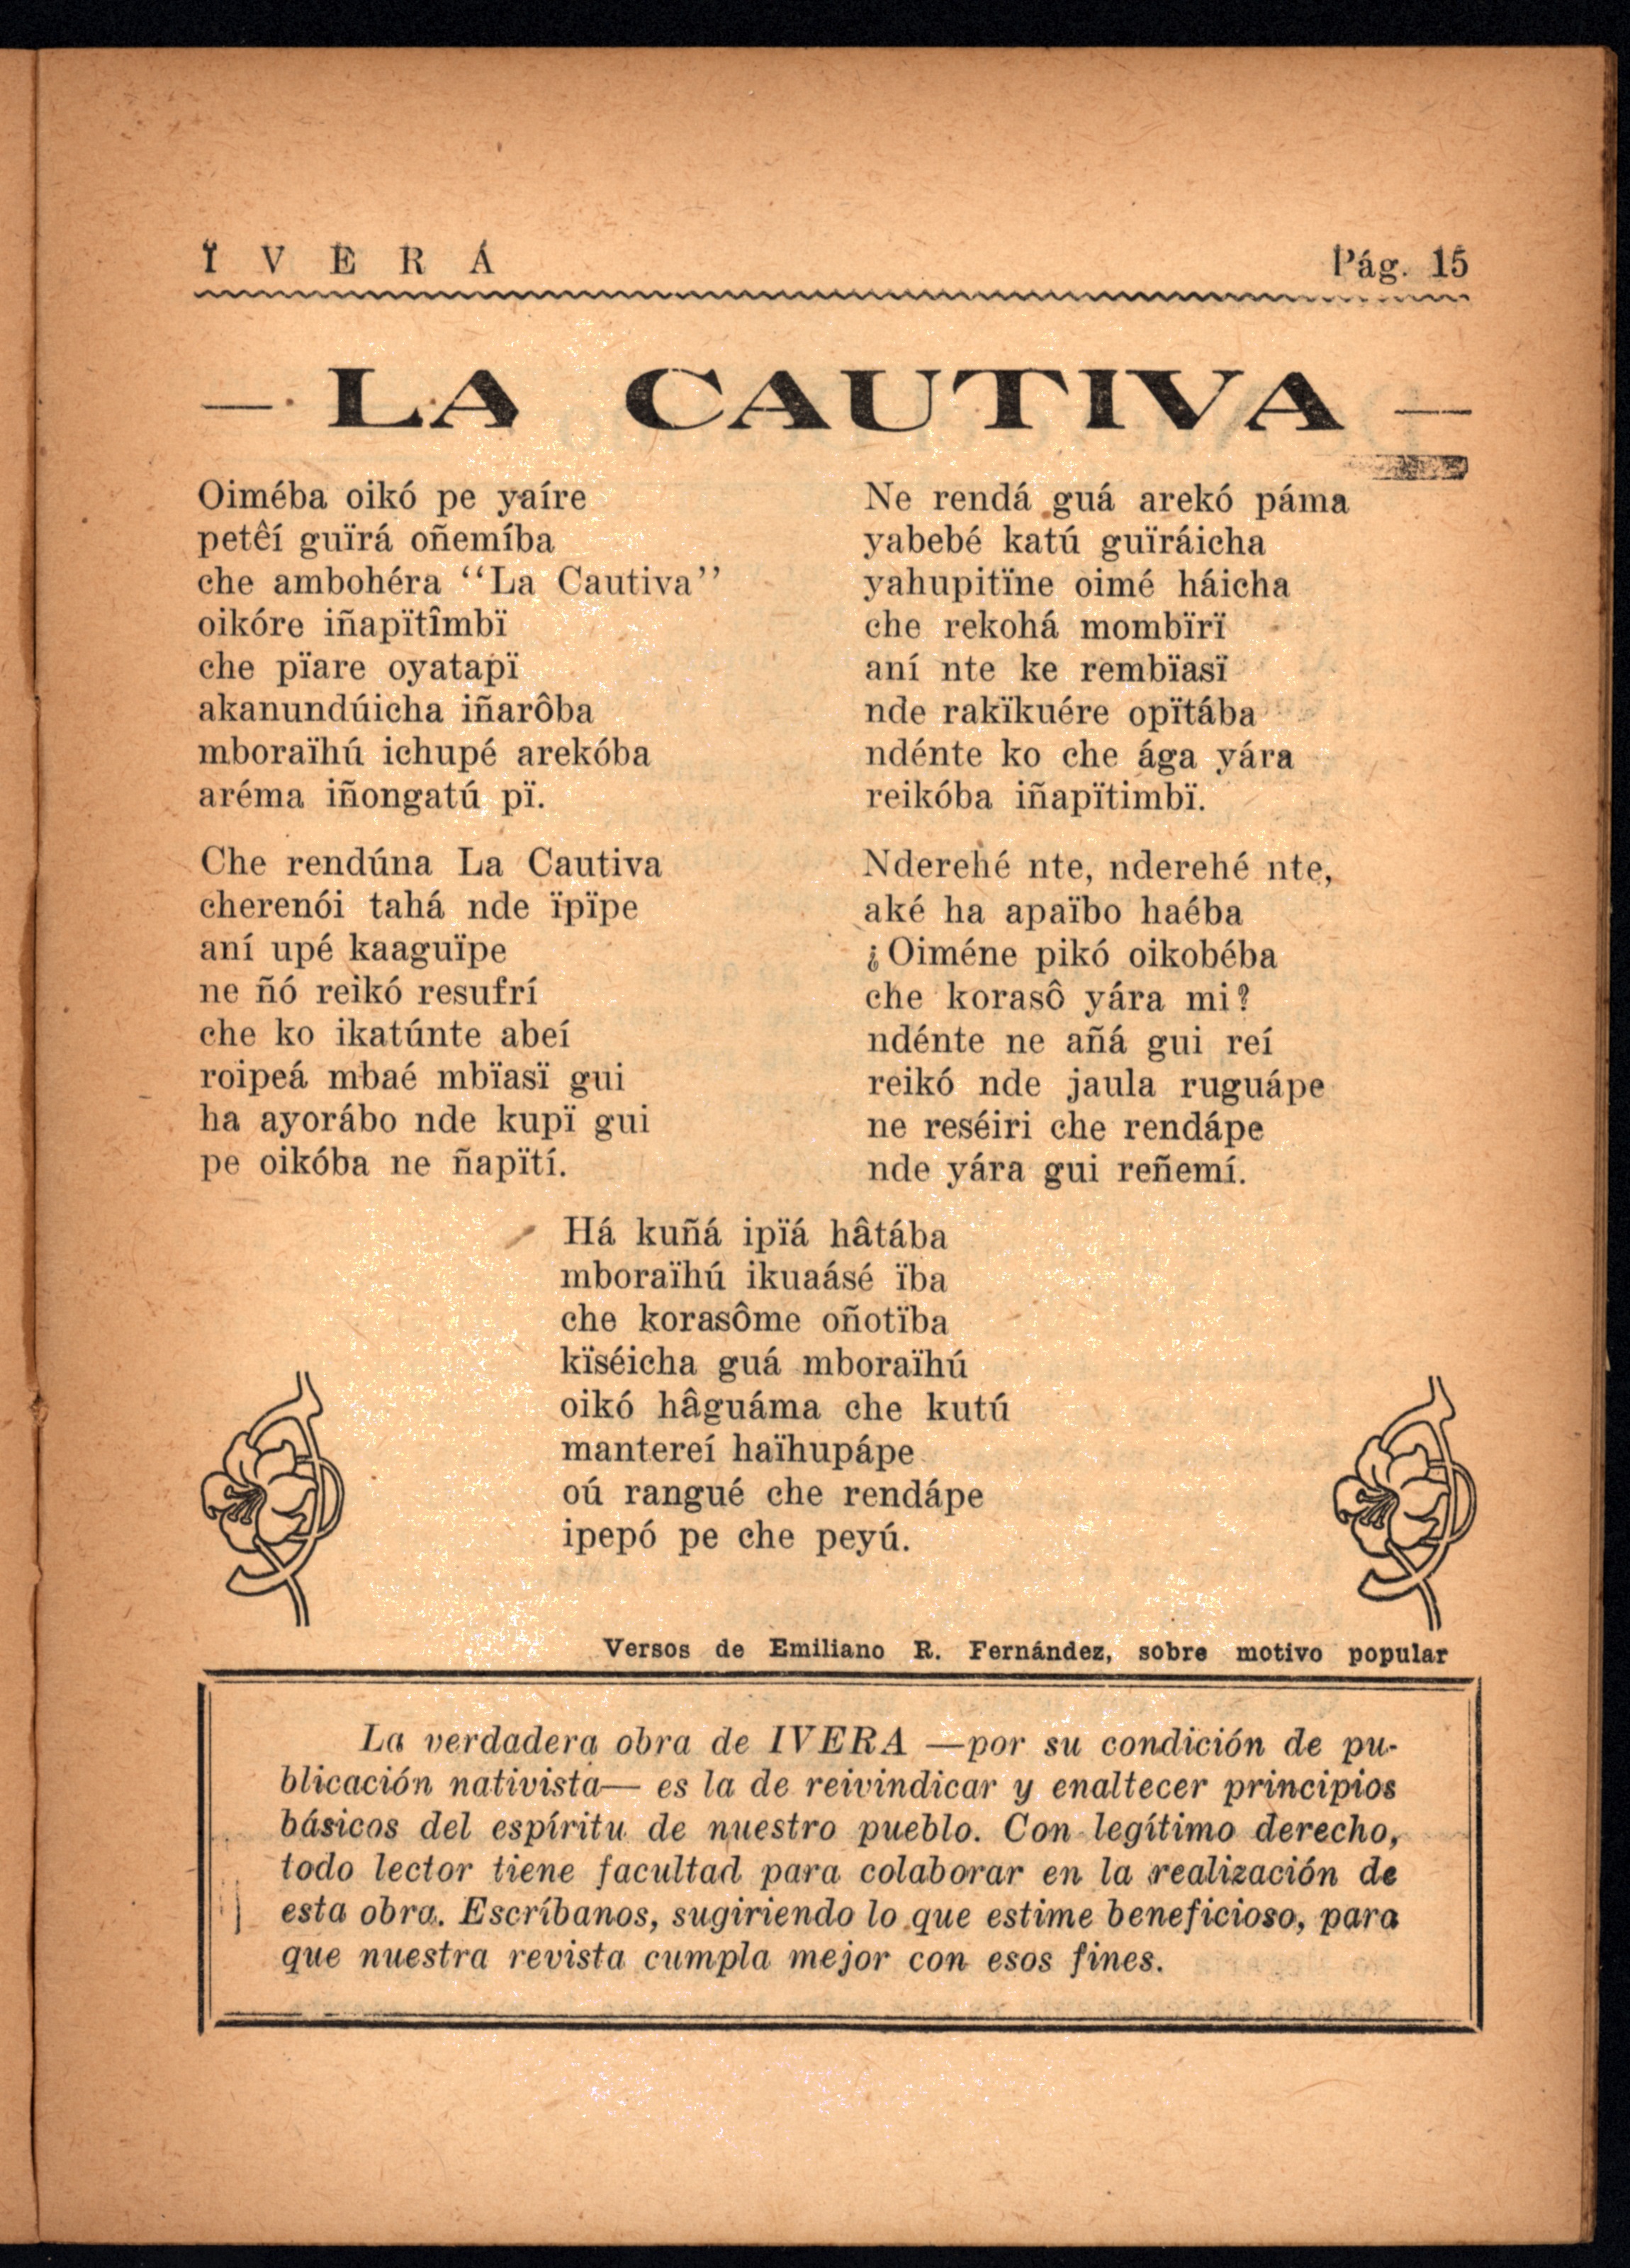 Ï V E R Á
Pág. 15
— LA CAUTIVA —
Oiméba oikó pe yaíre
petêí guïrá oñemíba
che ambohéra “La Cautiva”
oikóre iñapïtîmbï
che pïare oyatapï
akanundúicha iñarôba
mboraïhú ichupé arekóba
aréma iñongatú pï.
Che rendúna La Cautiva
cherenói tahá nde ïpïpe
aní upé kaaguïpe
ne ñó reikó resufrí
che ko ikatúnte abeí
roipeá mbaé mbïasï gui
ha ayorábo nde kupï gui
pe oikóba ne ñapïtí.
Ne rendá guá arekó páma
yabebé katú guïráicha
yahupitïne oimé háicha
che rekohá mombïrï
aní nte ke rembïasï
nde rakïkuére opïtába
ndénte ko che ága yára
reikóba iñapïtimbï.
Nderehé nte, nderehé nte,
aké ha apaïbo haéba
¿Oiméne pikó oikobéba
che korasô yára mi?
ndénte ne añá gui reí
reikó nde jaula ruguápe
ne reséiri che rendápe
nde yára gui reñemí.
Há kuñá ipïá hâtába
mboraïhú ikuaásé ïba
che korasôme oñotïba
kïséicha guá mboraïhú
oikó hâguáma che kutú
mantereí haïhupápe
oú rangué che rendápe
ipepó pe che peyú.
Versos de Emiliano R. Fernández, sobre motivo popular
La verdadera obra de IVERA —por su condición de pu-
blicación nativista— es la de reivindicar y enaltecer principios
básicos del espíritu de nuestro pueblo. Con legítimo derecho,
todo lector tiene facultad para colaborar en la realización de
esta obra. Escríbanos, sugiriendo lo que estime beneficioso, para
que nuestra revista cumpla mejor con esos fines.